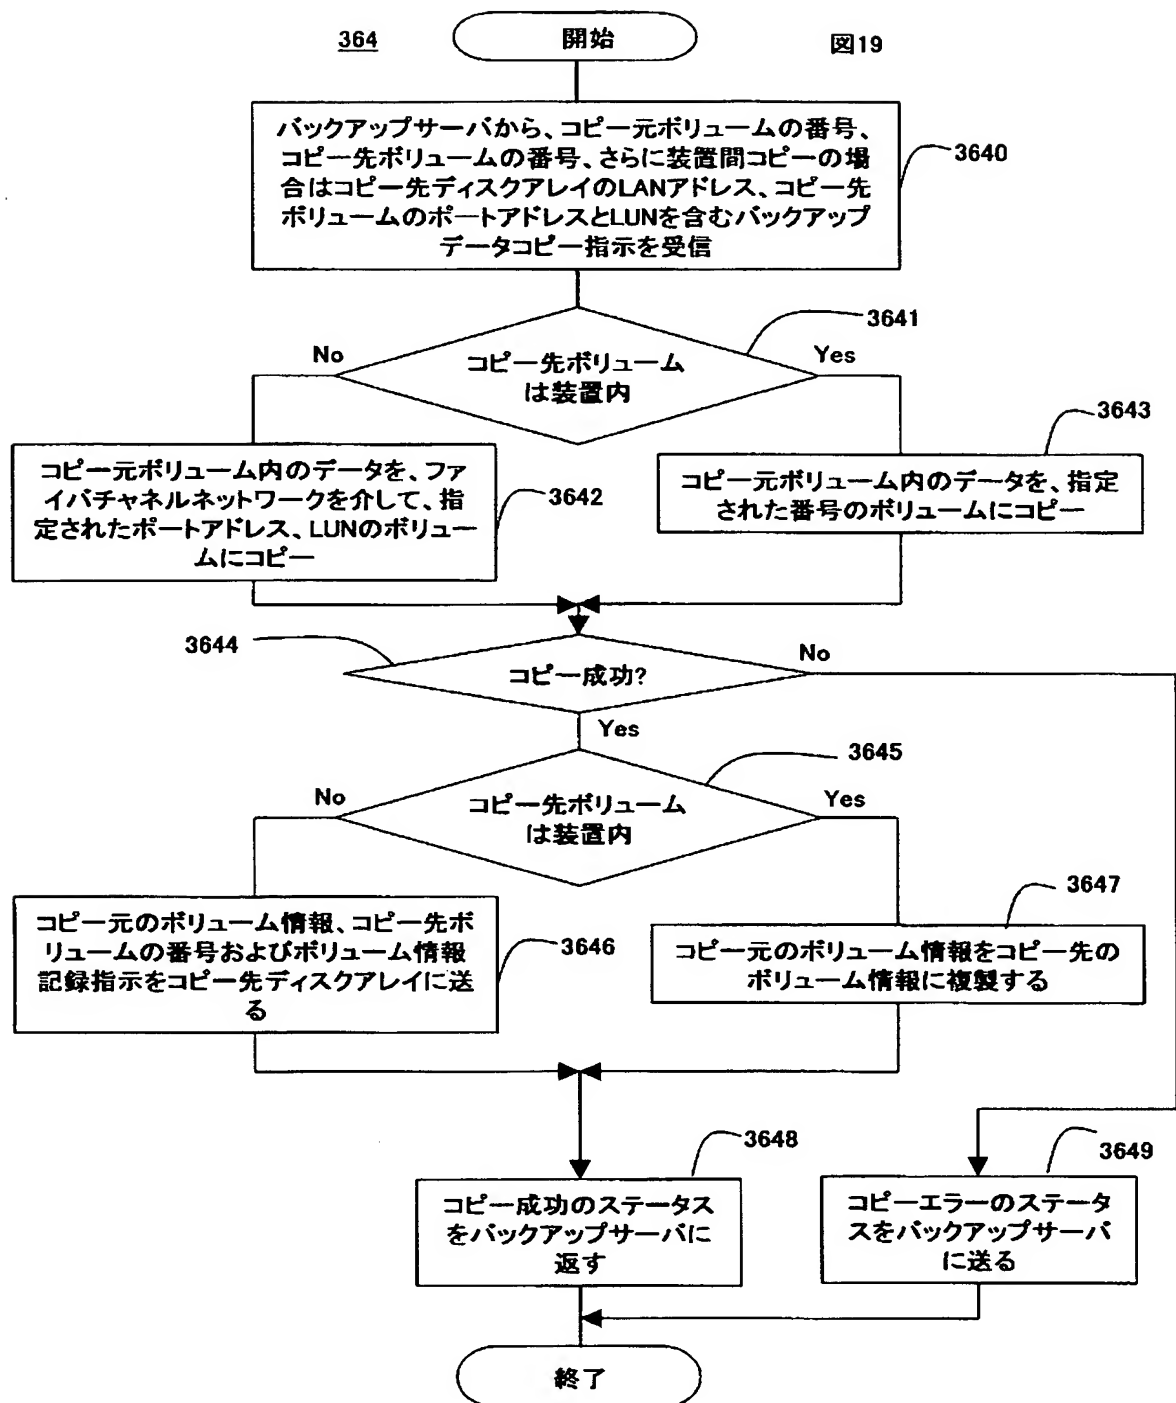 364
開始
図19
バックアップサーバから、コピー元ボリュームの番号、
コピー先ボリュームの番号、さらに装置間コピーの場
合はコピー先ディスクアレイのLANアドレス、コピー先
ボリュームのポートアドレスとLUNを含むバックアップ
データコピー指示を受信
3640
3641
No
コピー先ボリューム
は装置内
Yes
3643
コピー元ボリューム内のデータを、ファ
イバチャネルネットワークを介して、指
定されたポートアドレス、LUNのボリュー
ムにコピー
3642
コピー元ボリューム内のデータを、指定
された番号のボリュームにコピー
3644
コピー成功?
No
Yes
3645
No
コピー先ボリューム
は装置内
Yes
3647
コピー元のボリューム情報、コピー先ボ
リュームの番号およびボリューム情報
記録指示をコピー先ディスクアレイに送
る
3646
コピー元のボリューム情報をコピー先の
ボリューム情報に複製する
3648
3649
コピー成功のステータス
をバックアップサーバに
返す
コピーエラーのステータ
スをバックアップサーバ
に送る
終了